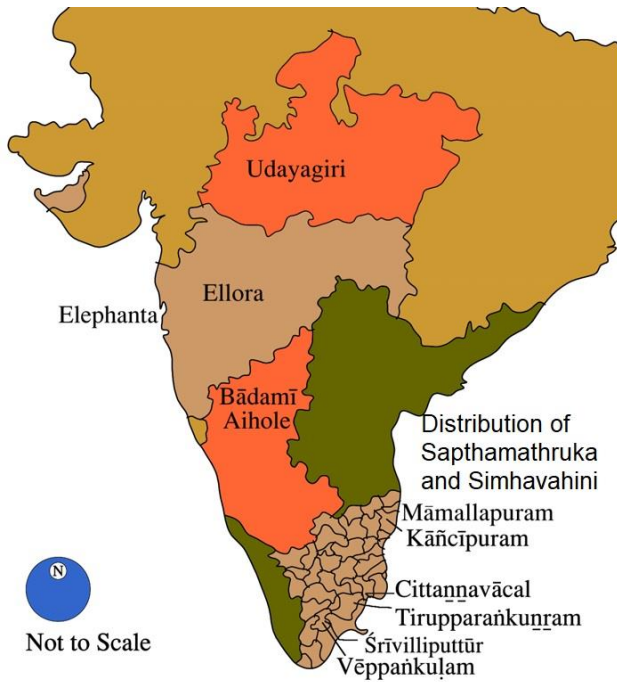 Udayagiri
Ellora
Elephanta
Bādamī
Aihole
Distribution of
Sapthamathruka
and Simhavahini
Māmallapuram
Kāñcīpuram
Cittaṉṉavācal
Tirupparaṅkuṉṟam
Śrīvilliputtūr
Vēppaṅkuḷam
N
Not to Scale